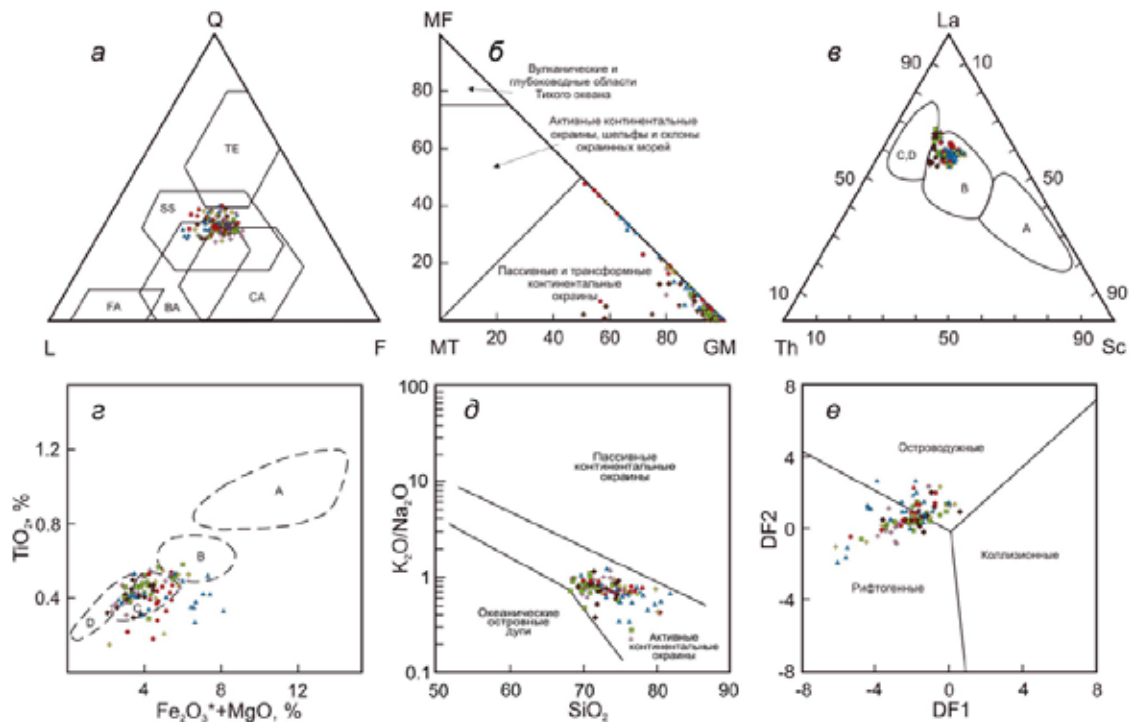 а
Q
TE
SS
FA
BA
CA
L
F
б
MF
80
60
40
20
Вулканические и
глубоководные области
Тихого океана
Активные континентальные
окраины, шельфы и склоны
окраинных морей
Пассивные и трансформные
континентальные
окраины
MT
20
40
60
80
GM
в
La
90
10
50
50
C,D
B
A
10
90
Th
10
50
90
Sc
г
TiO₂, %
1.2
0.8
0.4
A
B
C
D
4
8
12
Fe₂O₃*+MgO, %
д
K₂O/Na₂O
100
10
1
0.1
Пассивные
континентальные
окраины
Океанические
островные
дуги
Активные
континентальные
окраины
50
60
70
80
90
SiO₂
е
DF2
8
4
0
-4
-8
Островодужные
Коллизионные
Рифтогенные
-8
-4
0
4
8
DF1